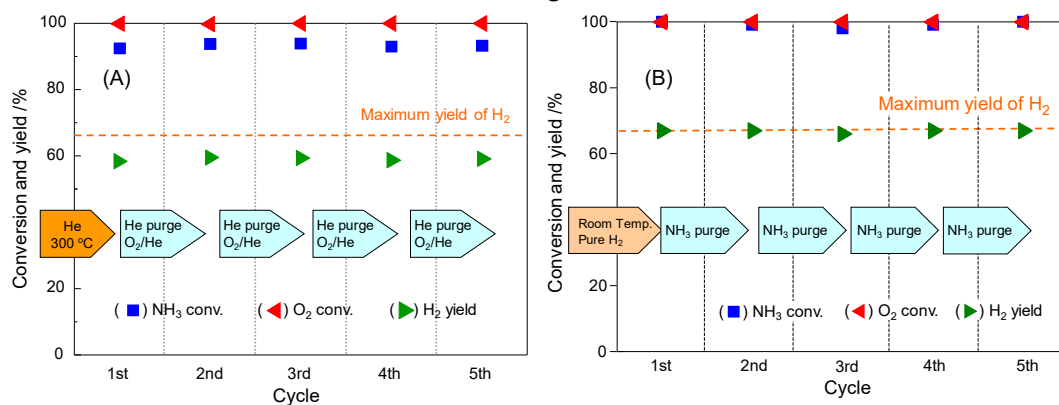 (A)
Conversion and yield /%
100
80
60
40
20
0
Maximum yield of H2
He
300 ºC
He purge
O2/He
He purge
O2/He
He purge
O2/He
He purge
O2/He
(■) NH3 conv. (◀) O2 conv. (▶) H2 yield
1st 2nd 3rd 4th 5th
Cycle
(B)
Conversion and yield /%
100
80
60
40
20
0
Maximum yield of H2
Room Temp.
Pure H2
NH3 purge
NH3 purge
NH3 purge
NH3 purge
(■) NH3 conv. (◀) O2 conv. (▶) H2 yield
1st 2nd 3rd 4th 5th
Cycle